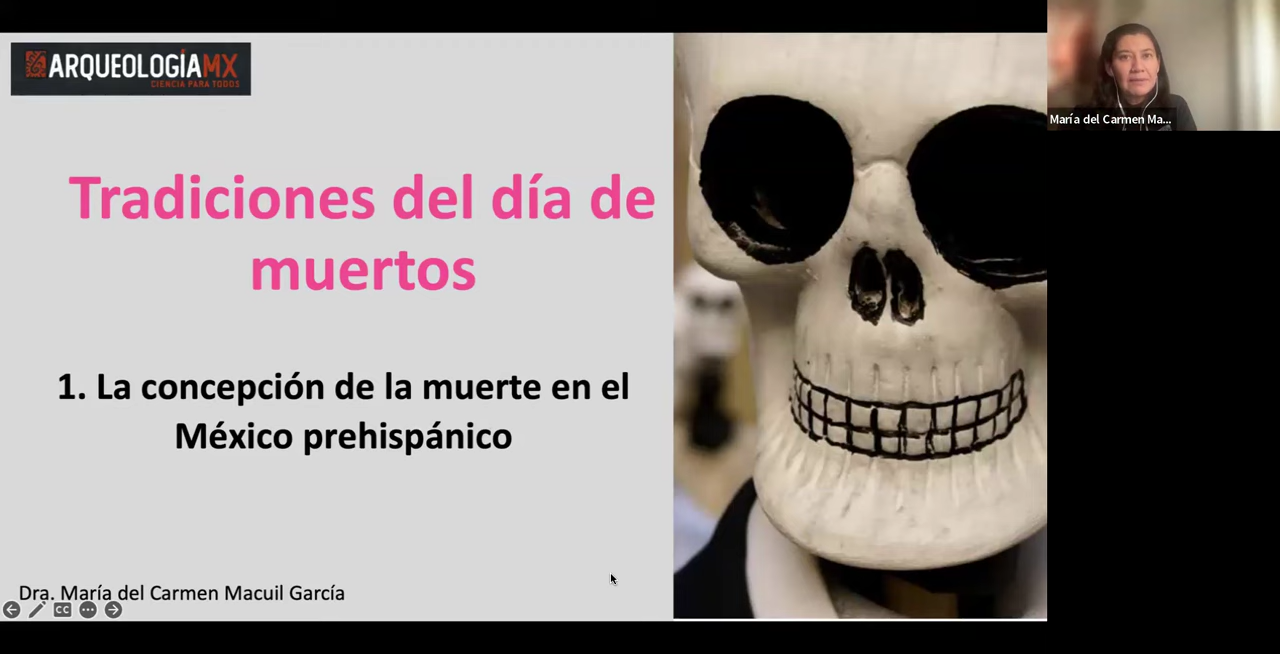 ARQUEOLOGÍAMX
CIENCIA PARA TODOS
María del Carmen Ma...
Tradiciones del día de
muertos
1. La concepción de la muerte en el
México prehispánico
Dra. María del Carmen Macuil García
CC